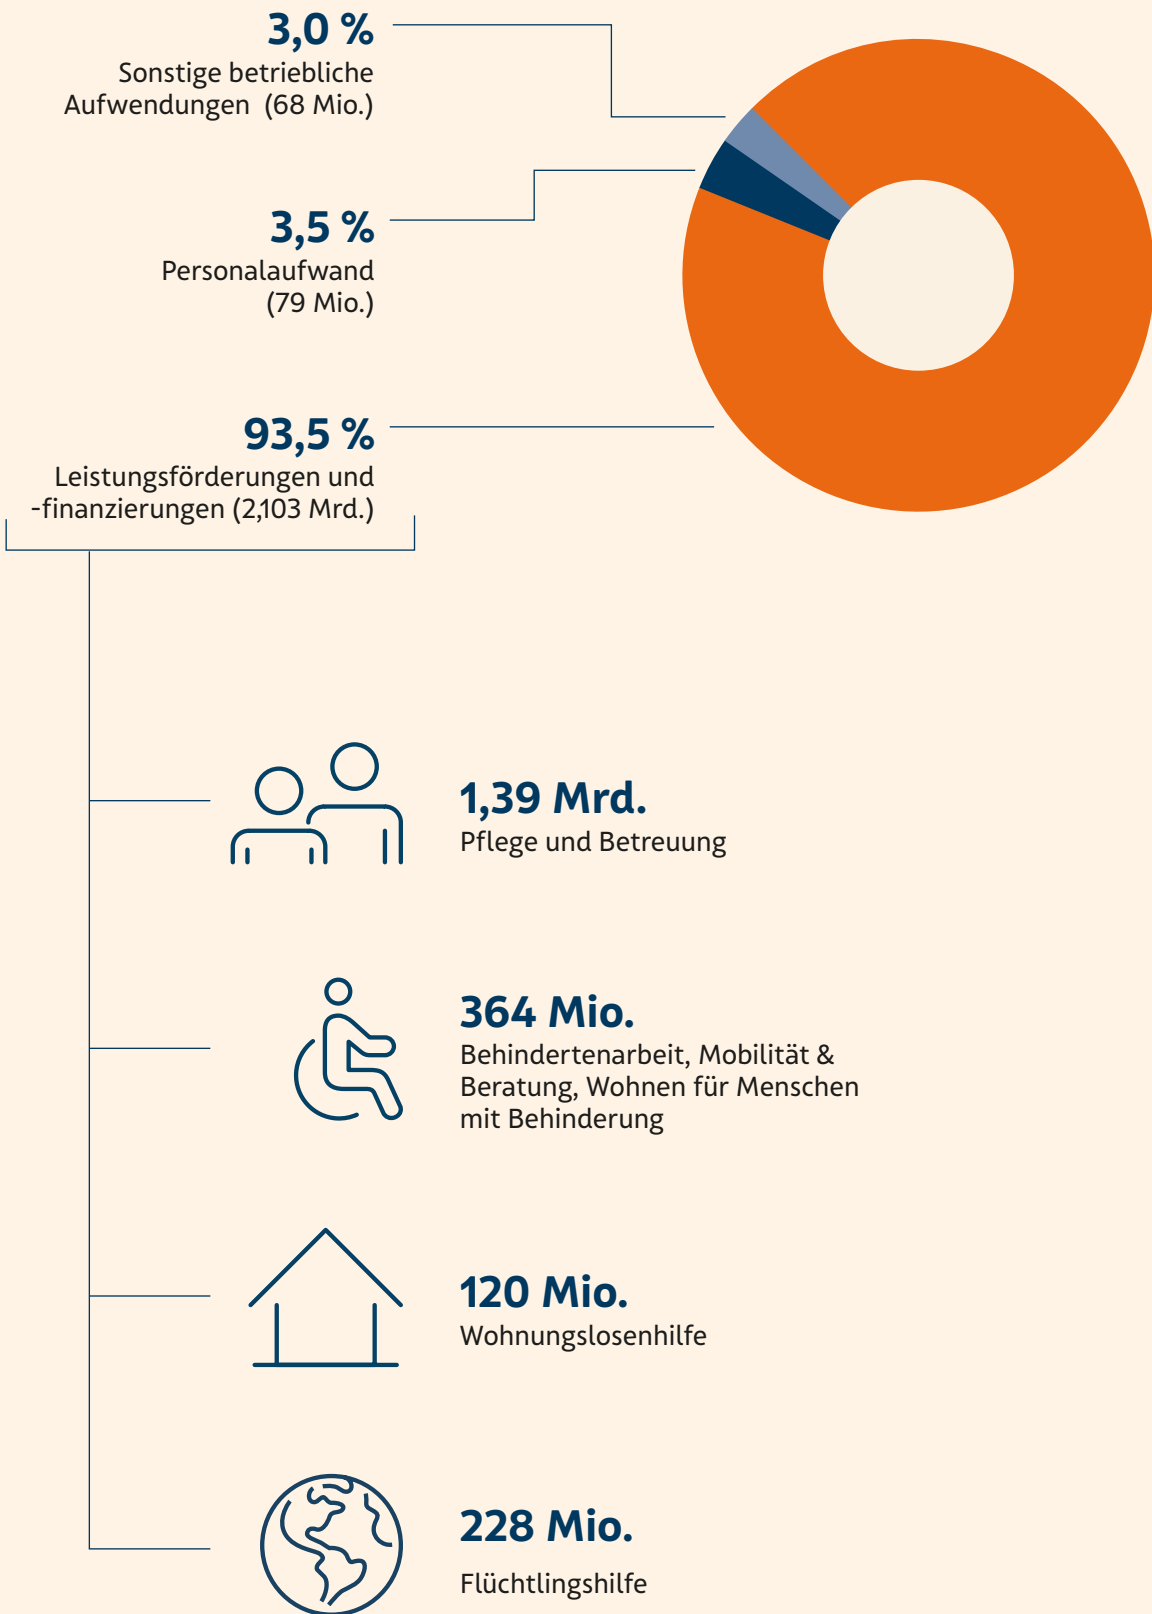 3,0 %
Sonstige betriebliche
Aufwendungen (68 Mio.)
3,5 %
Personalaufwand
(79 Mio.)
93,5 %
Leistungsförderungen und
-finanzierungen (2,103 Mrd.)
1,39 Mrd.
Pflege und Betreuung
364 Mio.
Behindertenarbeit, Mobilität &
Beratung, Wohnen für Menschen
mit Behinderung
120 Mio.
Wohnungslosenhilfe
228 Mio.
Flüchtlingshilfe